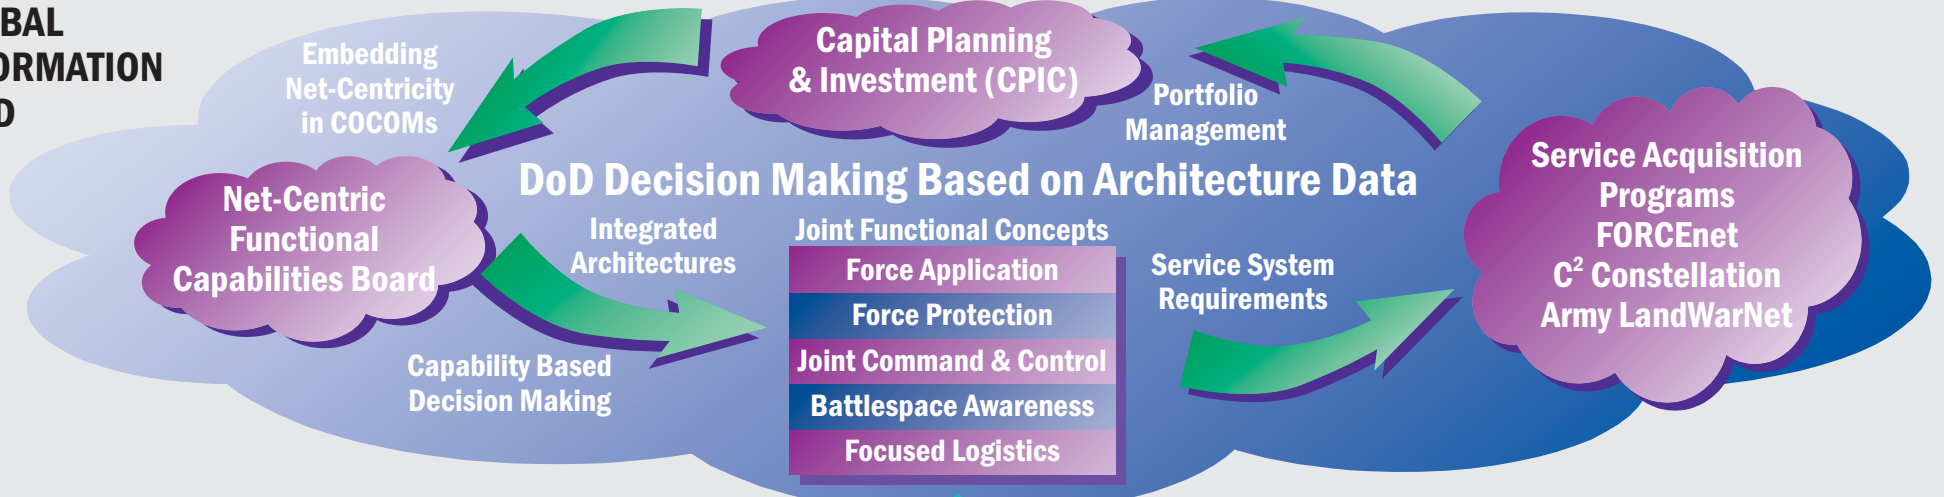 BAL
ORMATION
D
Embedding
Net-Centricity
in COCOMs
Capital Planning
& Investment (CPIC)
Portfolio
Management
Service Acquisition
Programs
FORCEnet
C² Constellation
Army LandWarNet
Net-Centric
Functional
Capabilities Board
DoD Decision Making Based on Architecture Data
Integrated
Architectures
Joint Functional Concepts
Force Application
Force Protection
Joint Command & Control
Battlespace Awareness
Focused Logistics
Service System
Requirements
Capability Based
Decision Making